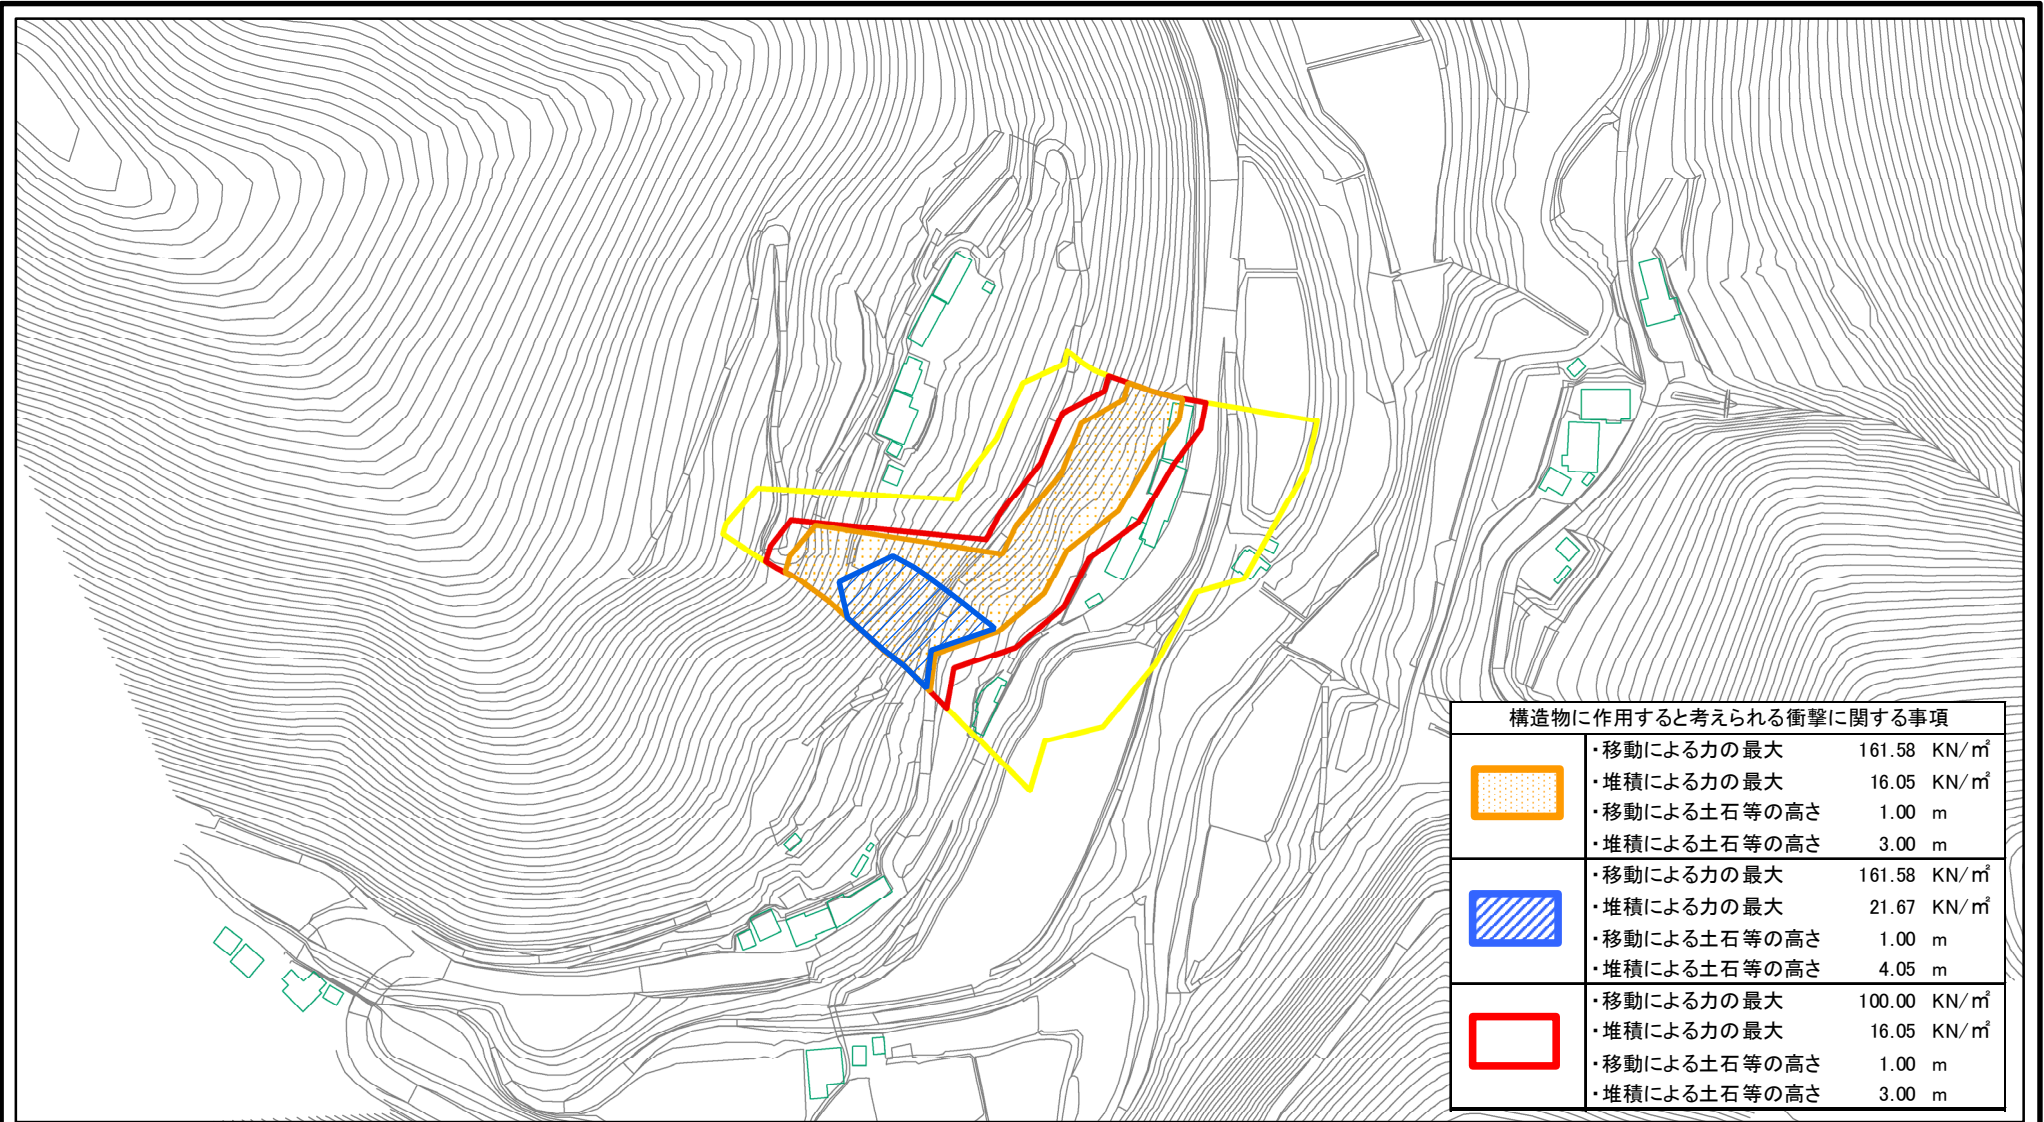 構造物に作用すると考えられる衝撃に関する事項
・移動による力の最大 161.58 KN/㎡
・堆積による力の最大 16.05 KN/㎡
・移動による土石等の高さ 1.00 m
・堆積による土石等の高さ 3.00 m
・移動による力の最大 161.58 KN/㎡
・堆積による力の最大 21.67 KN/㎡
・移動による土石等の高さ 1.00 m
・堆積による土石等の高さ 4.05 m
・移動による力の最大 100.00 KN/㎡
・堆積による力の最大 16.05 KN/㎡
・移動による土石等の高さ 1.00 m
・堆積による土石等の高さ 3.00 m